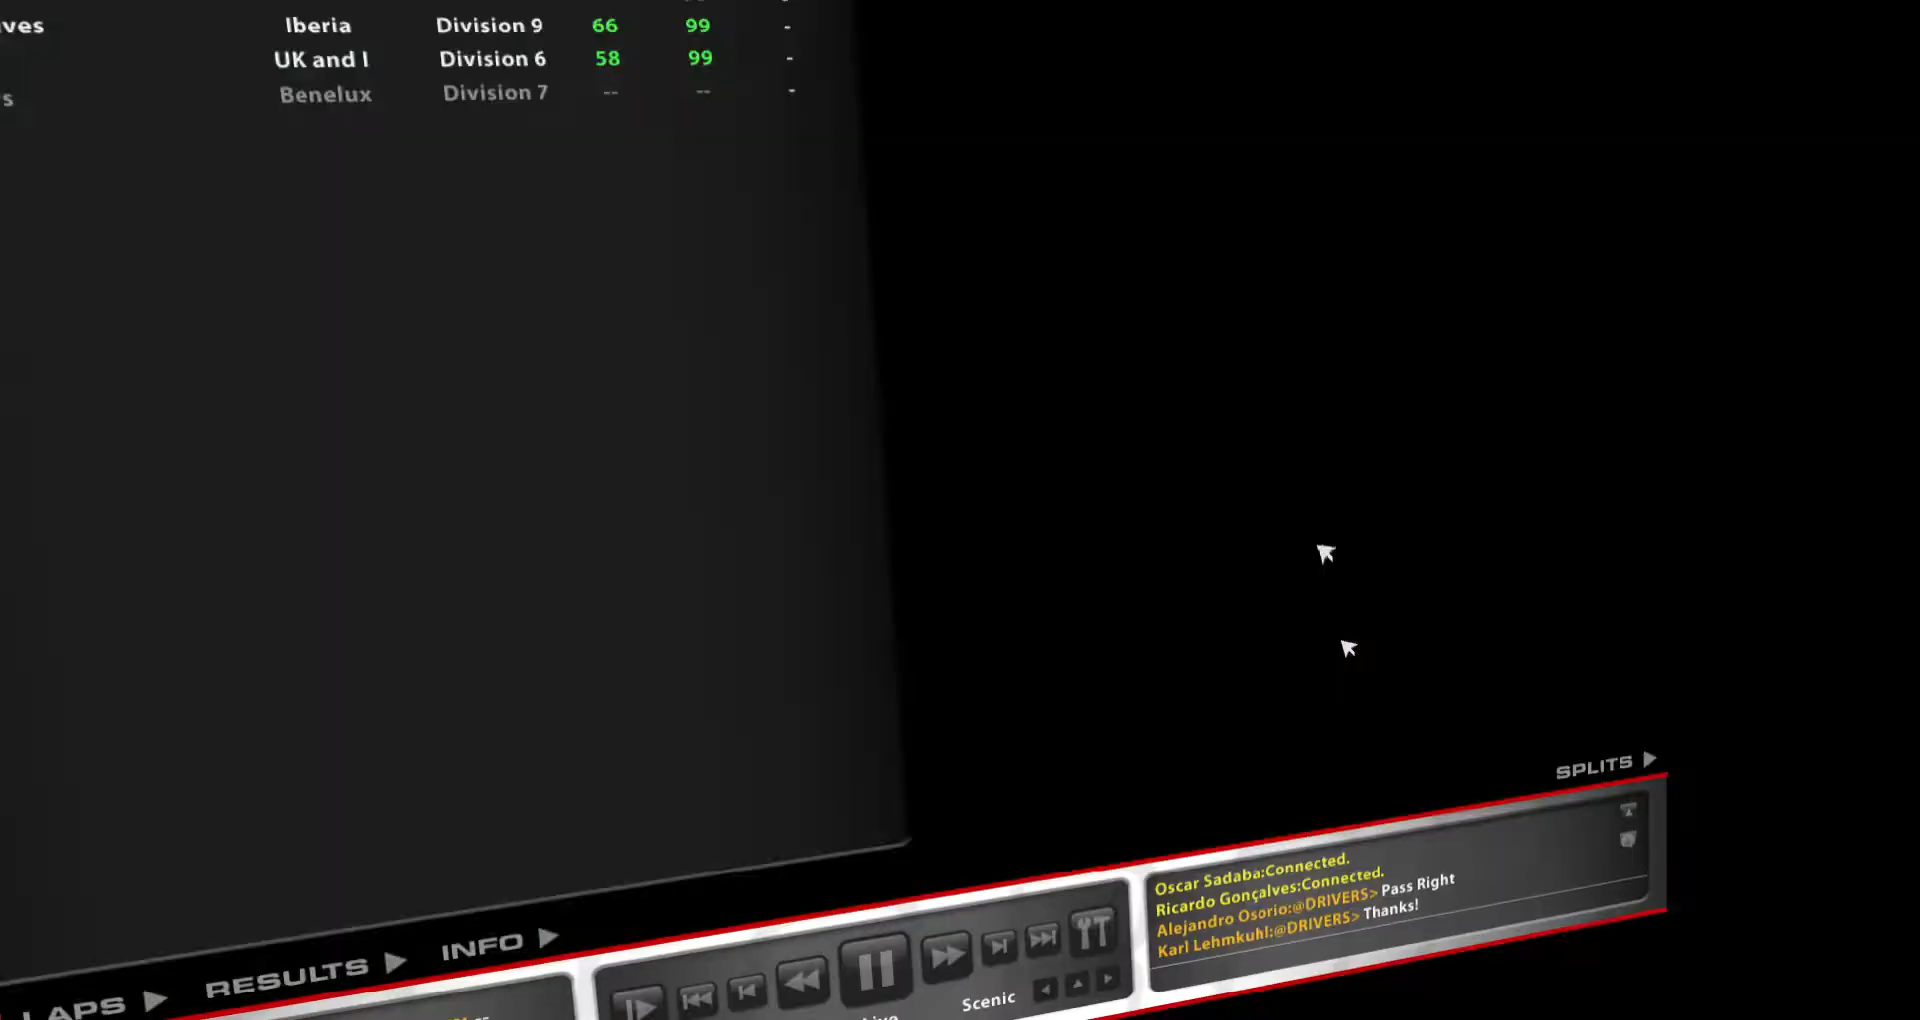 Iberia Division 9 66 99 -
UK and I Division 6 58 99 -
Benelux Division 7 -- -- -
SPLITS
Oscar Sadaba:Connected.
Ricardo Gonçalves:Connected.
Alejandro Osorio:@DRIVERS> Pass Right
Karl Lehmkuhl:@DRIVERS> Thanks!
LAPS RESULTS INFO
Scenic